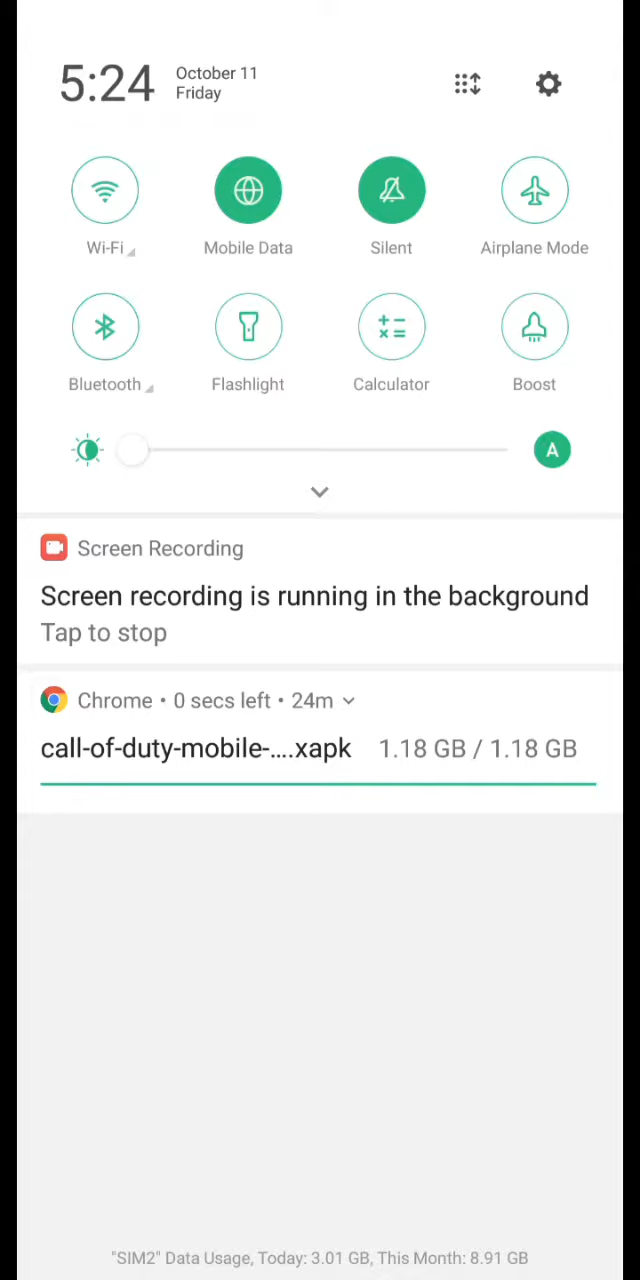 5:24
October 11
Friday
Wi-Fi
Mobile Data
Silent
Airplane Mode
Bluetooth
Flashlight
Calculator
Boost
A
Screen Recording
Screen recording is running in the background
Tap to stop
Chrome • 0 secs left • 24m
call-of-duty-mobile-....xapk 1.18 GB / 1.18 GB
"SIM2" Data Usage, Today: 3.01 GB, This Month: 8.91 GB